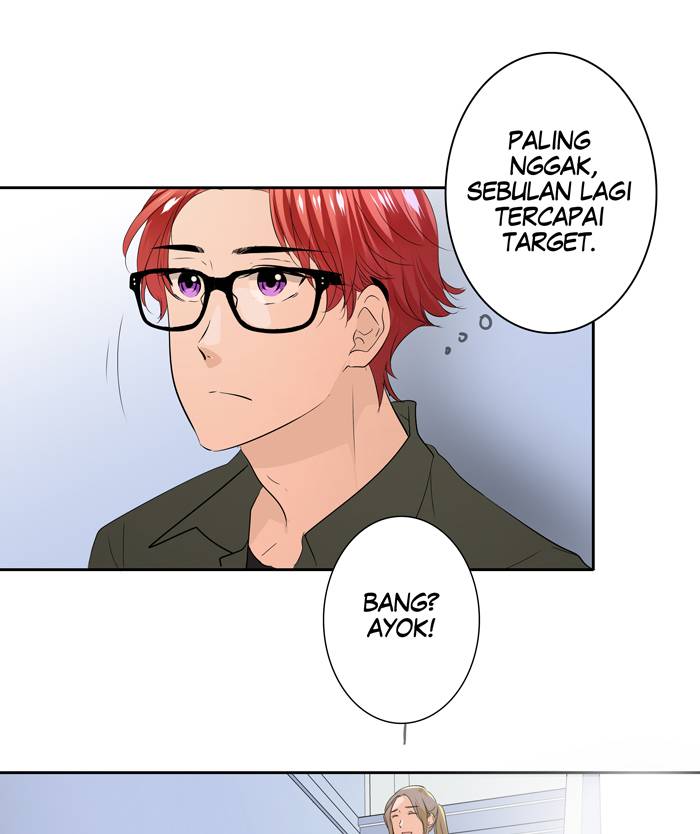 PALING
NGGAK,
SEBULAN LAGI
TERCAPAI
TARGET.
BANG?
AYOK!